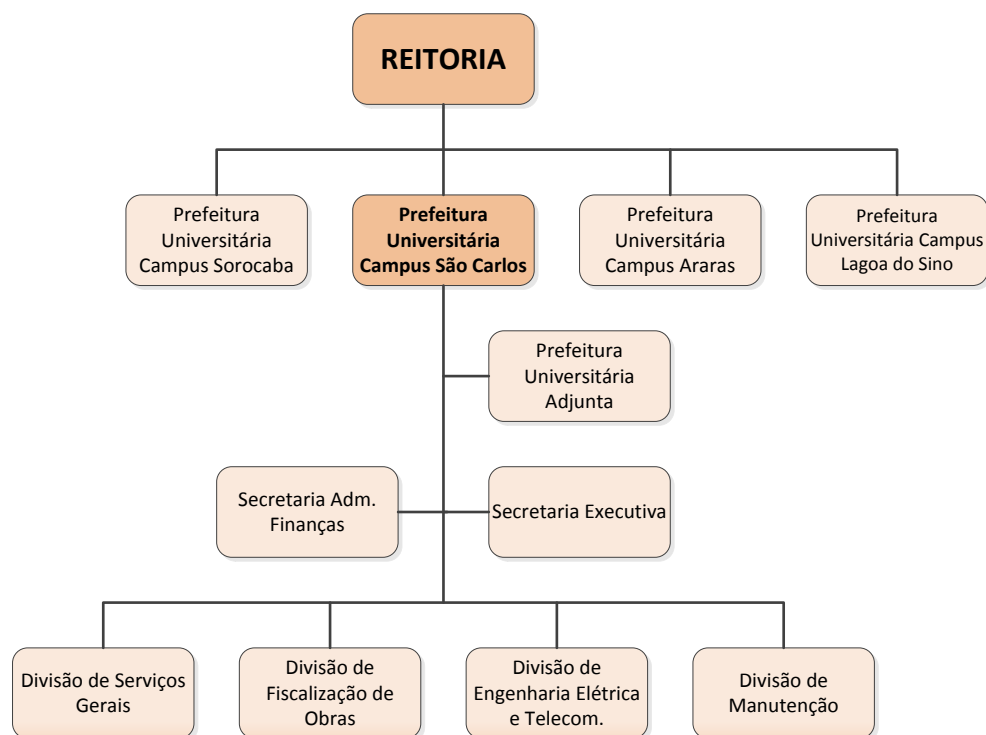 REITORIA
Prefeitura
Universitária
Campus Sorocaba
Prefeitura
Universitária
Campus São Carlos
Prefeitura
Universitária
Campus Araras
Prefeitura
Universitária Campus
Lagoa do Sino
Prefeitura
Universitária
Adjunta
Secretaria Adm.
Finanças
Secretaria Executiva
Divisão de Serviços
Gerais
Divisão de
Fiscalização de
Obras
Divisão de
Engenharia Elétrica
e Telecom.
Divisão de
Manutenção